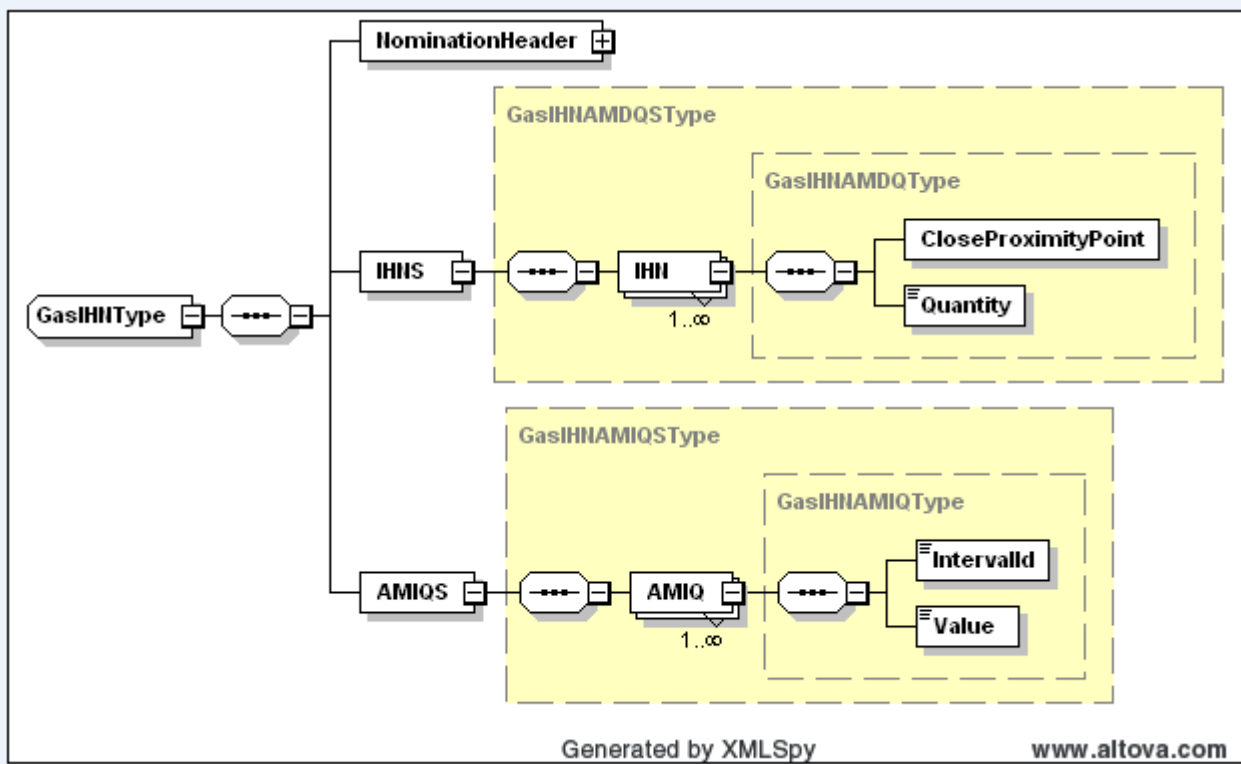 NominationHeader
GasIHNAMDQSType
GasIHNAMDQType
CloseProximityPoint
IHNS
IHN
Quantity
1..∞
GasIHNType
GasIHNAMIQSType
GasIHNAMIQType
IntervalId
AMIQS
AMIQ
Value
1..∞
Generated by XMLSpy
www.altova.com